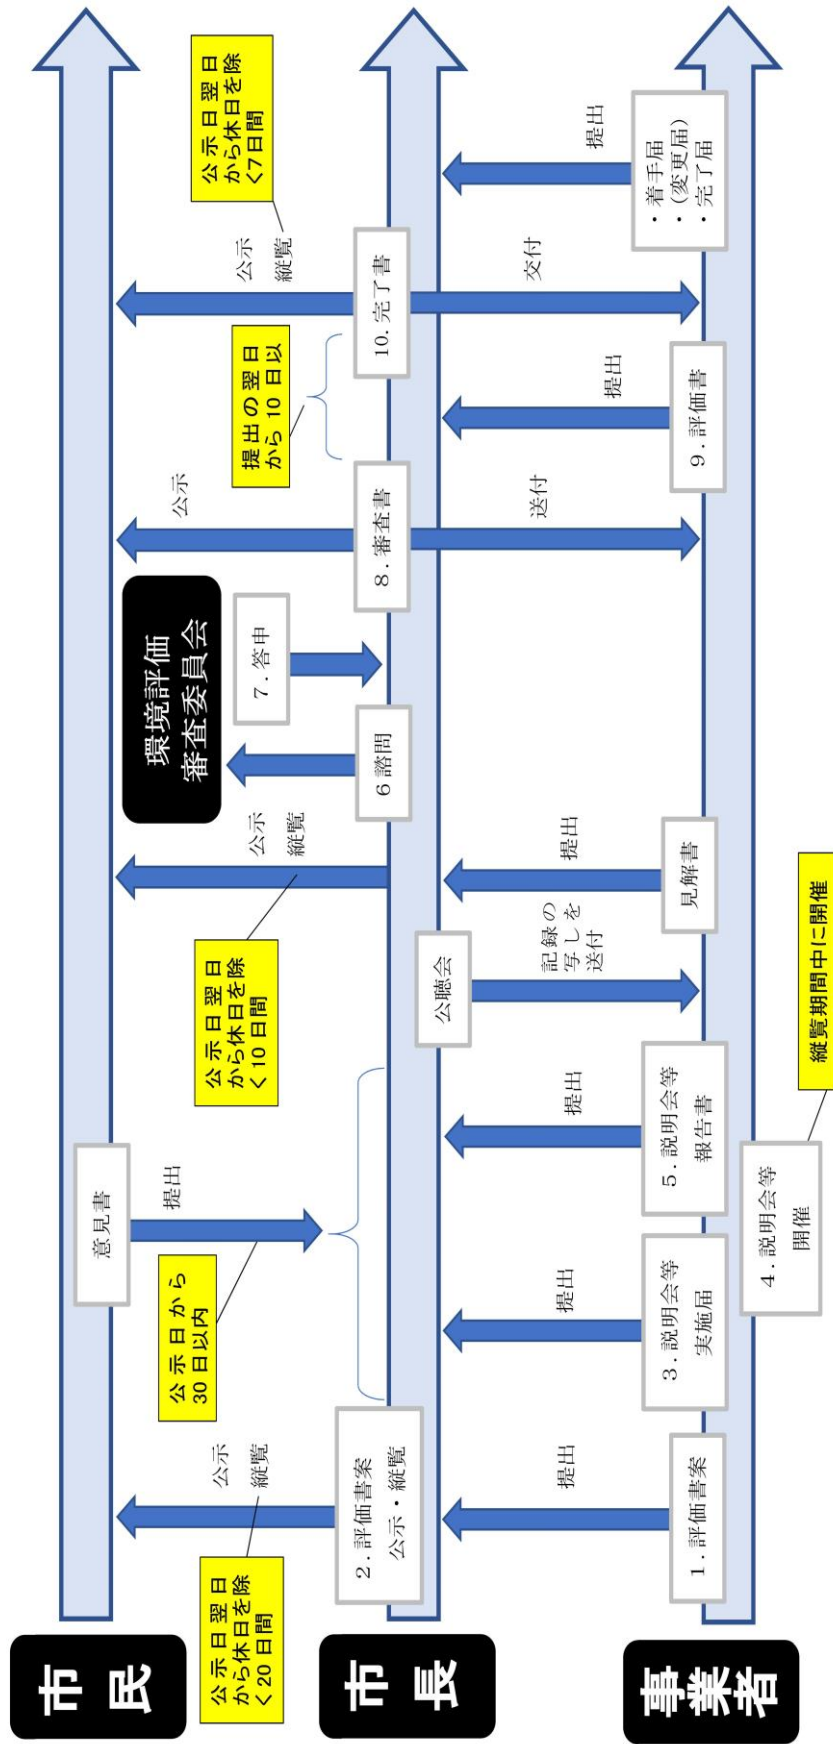 市民
公示日翌日
から休日を除
く20日間
公示
縦覧
公示日から
30日以内
意見書
提出
公示日翌日
から休日を除
く10日間
公示
縦覧
環境評価
審査委員会
7．答申
公示
提出の翌日
から10日以
公示
縦覧
公示日翌日
から休日を除
く7日間
市長
2．評価書案
公示・縦覧
公聴会
6諮問
8．審査書
10．完了書
提出
提出
提出
記録の
写しを
送付
提出
送付
提出
交付
提出
事業者
1．評価書案
3．説明会等
実施届
4．説明会等
開催
縦覧期間中に開催
5．説明会等
報告書
見解書
9．評価書
・着手届
・（変更届）
・完了届